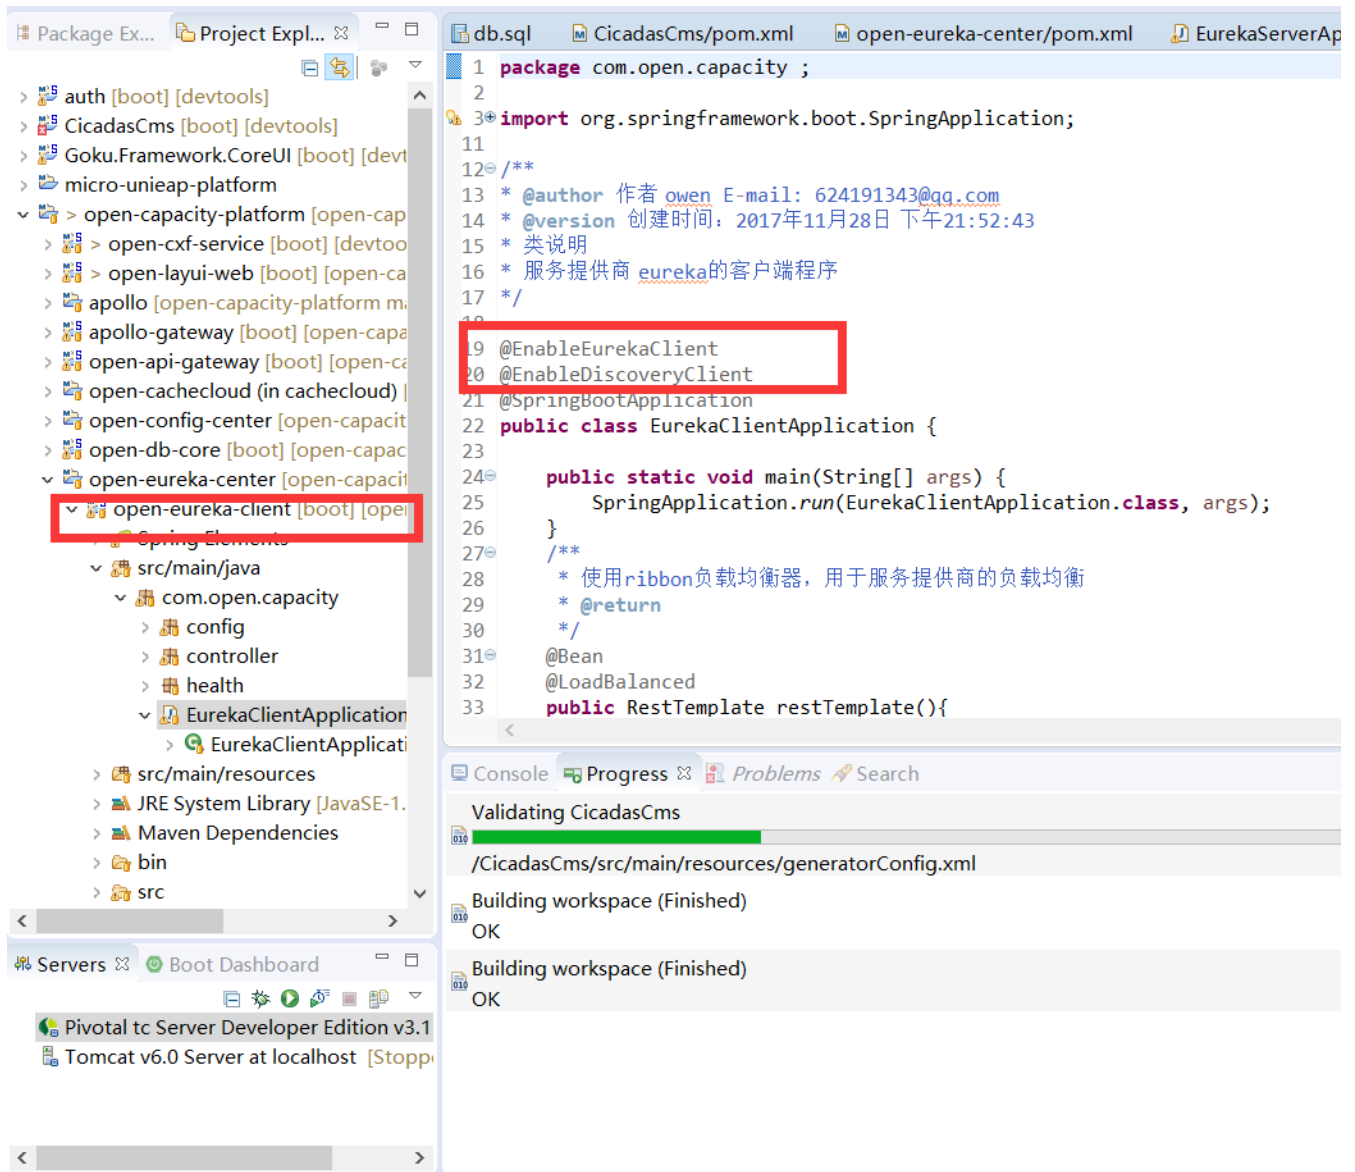 Package Ex...
Project Expl...
auth [boot] [devtools]
CicadasCms [boot] [devtools]
Goku.Framework.CoreUI [boot] [devt
micro-unieap-platform
> open-capacity-platform [open-cap
> open-cxf-service [boot] [devtoo
> open-layui-web [boot] [open-ca
apollo [open-capacity-platform ma
apollo-gateway [boot] [open-capa
open-api-gateway [boot] [open-ca
open-cachecloud (in cachecloud) [
open-config-center [open-capacit
open-db-core [boot] [open-capac
open-eureka-center [open-capacit
open-eureka-client [boot] [open
Spring Elements
src/main/java
com.open.capacity
config
controller
health
EurekaClientApplication
EurekaClientApplicati
src/main/resources
JRE System Library [JavaSE-1.
Maven Dependencies
bin
src
Servers
Boot Dashboard
Pivotal tc Server Developer Edition v3.1
Tomcat v6.0 Server at localhost [Stoppe
db.sql
CicadasCms/pom.xml
open-eureka-center/pom.xml
EurekaServerAp
1 package com.open.capacity ;
2
3 import org.springframework.boot.SpringApplication;
11
12 /**
13 * @author 作者 owen E-mail: 624191343@qq.com
14 * @version 创建时间：2017年11月28日 下午21:52:43
15 * 类说明
16 * 服务提供商 eureka的客户端程序
17 */
18
19 @EnableEurekaClient
20 @EnableDiscoveryClient
21 @SpringBootApplication
22 public class EurekaClientApplication {
23
24 public static void main(String[] args) {
25 SpringApplication.run(EurekaClientApplication.class, args);
26 }
27 /**
28 * 使用ribbon负载均衡器，用于服务提供商的负载均衡
29 * @return
30 */
31 @Bean
32 @LoadBalanced
33 public RestTemplate restTemplate(){
Console
Progress
Problems
Search
Validating CicadasCms
/CicadasCms/src/main/resources/generatorConfig.xml
Building workspace (Finished)
OK
Building workspace (Finished)
OK